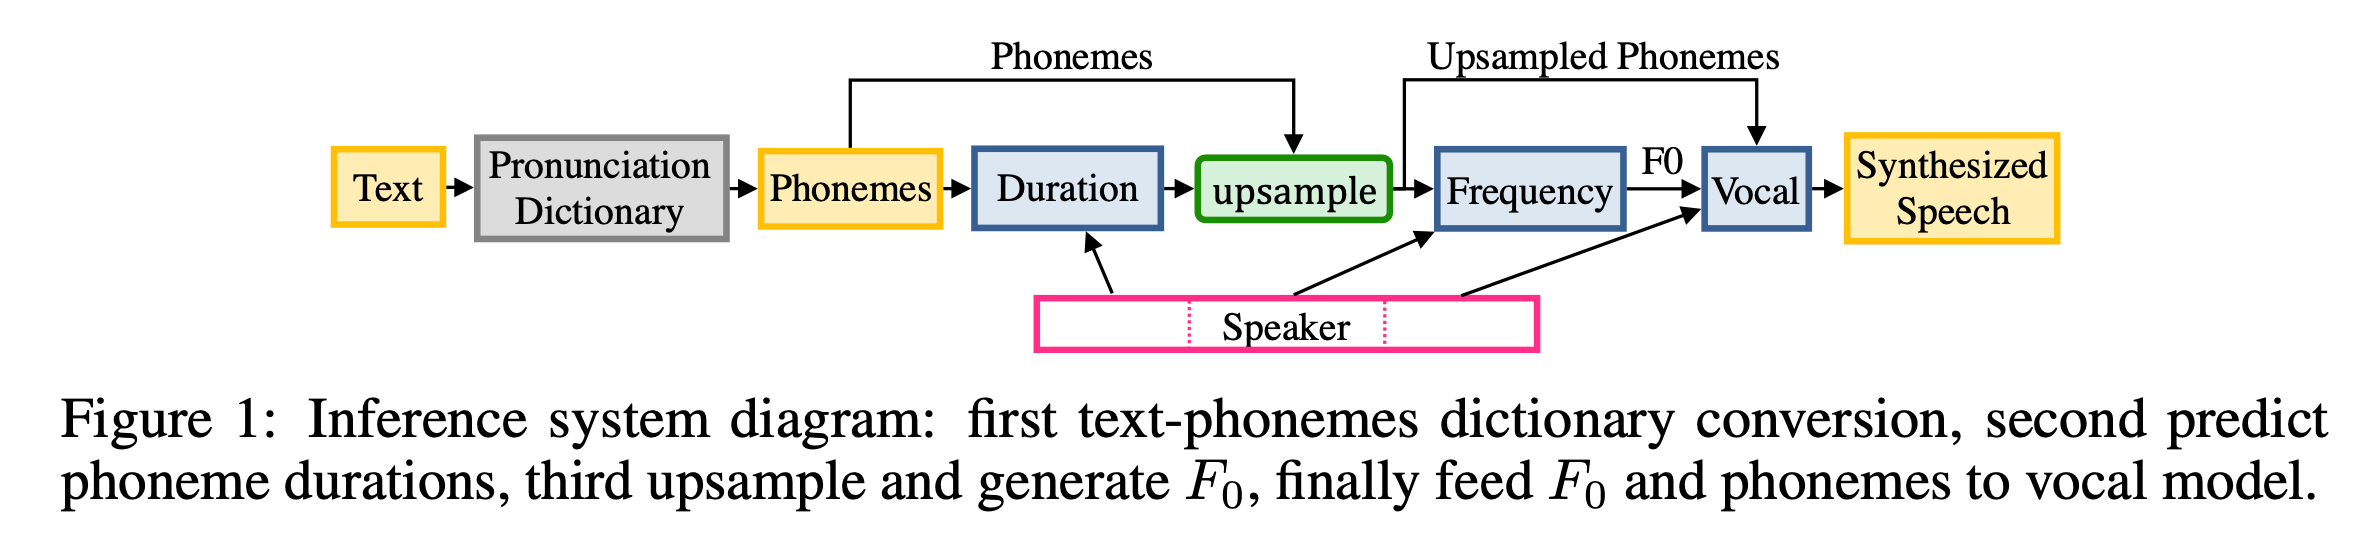 Phonemes
Upsampled Phonemes
Text
Pronunciation
Dictionary
Phonemes
Duration
upsample
Frequency
F0
Vocal
Synthesized
Speech
Speaker
Figure 1: Inference system diagram: first text-phonemes dictionary conversion, second predict
phoneme durations, third upsample and generate F₀, finally feed F₀ and phonemes to vocal model.